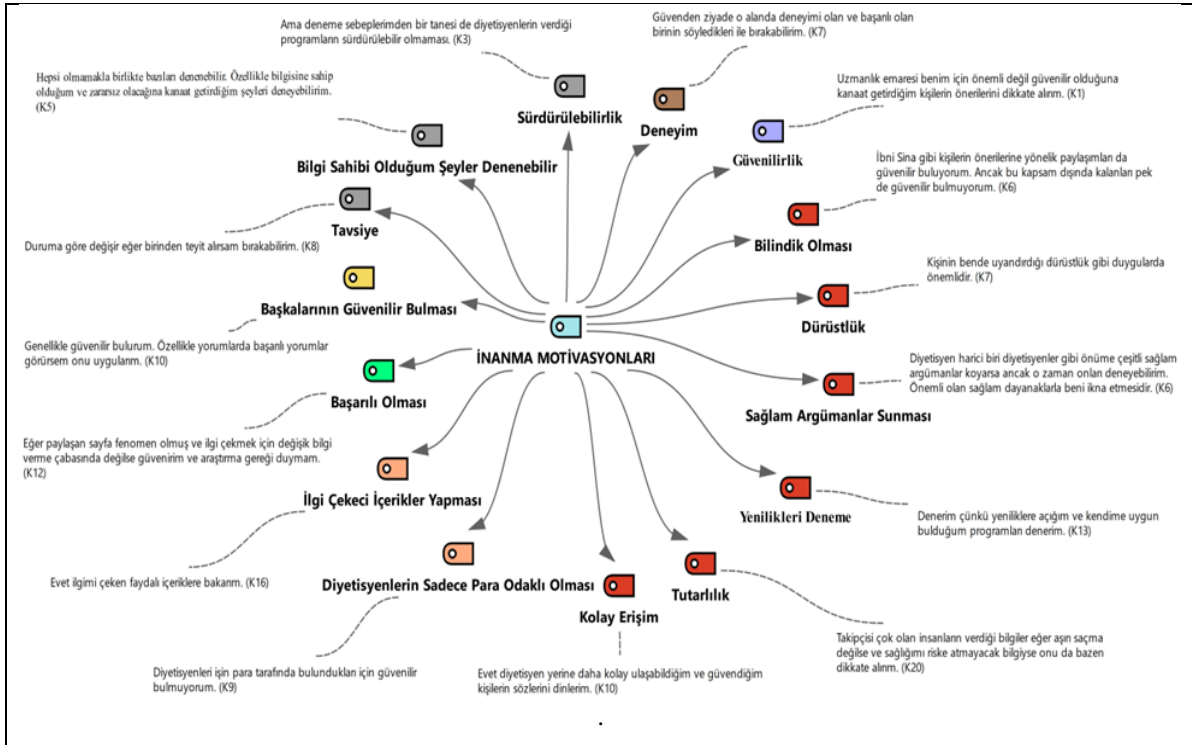 Ama deneme sebeplerimden bir tanesi de diyetisyenlerin verdiği
programların sürdürülebilir olmaması. (K3)
Güvenden ziyade o alanda deneyimi olan ve başarılı olan
birinin söyledikleri ile bırakabilirim. (K7)
Hepsi olmamakla birlikte bazıları denenebilir. Özellikle bilgisine sahip
olduğum ve zararsız olacağına kanaat getirdiğim şeyleri deneyebilirim.
(K5)
Uzmanlık emaresi benim için önemli değil güvenilir olduğuna
kanaat getirdiğim kişilerin önerilerini dikkate alırım. (K1)
Sürdürülebilirlik
Deneyim
Güvenilirlik
Bilgi Sahibi Olduğum Şeyler Denenebilir
İbni Sina gibi kişilerin önerilerine yönelik paylaşımları da
güvenilir buluyorum. Ancak bu kapsam dışında kalanları pek
de güvenilir bulmuyorum. (K6)
Tavsiye
Bilindik Olması
Duruma göre değişir eğer birinden teyit alırsam bırakabilirim. (K8)
Kişinin bende uyandırdığı dürüstlük gibi duygularda
önemlidir. (K7)
Başkalarının Güvenilir Bulması
Dürüstlük
Genellikle güvenilir bulurum. Özellikle yorumlarda başarılı yorumlar
görürsem onu uygularım. (K10)
İNANMA MOTİVASYONLARI
Diyetisyen harici biri diyetisyenler gibi önüme çeşitli sağlam
argümanlar koyarsa ancak o zaman onları deneyebilirim.
Önemli olan sağlam dayanaklarla beni ikna etmesidir. (K6)
Başarılı Olması
Sağlam Argümanlar Sunması
Eğer paylaşan sayfa fenomen olmuş ve ilgi çekmek için değişik bilgi
verme çabasında değilse güvenirim ve araştırma gereği duymam.
(K12)
İlgi Çekici İçerikler Yapması
Yenilikleri Deneme
Denerim çünkü yeniliklere açığım ve kendime uygun
bulduğum programları denerim. (K13)
Evet ilgimi çeken faydalı içeriklere bakarım. (K16)
Diyetisyenlerin Sadece Para Odaklı Olması
Kolay Erişim
Tutarlılık
Takipçisi çok olan insanların verdiği bilgiler eğer aşırı saçma
değilse ve sağlığımı riske atmayacak bilgiyse onu da bazen
dikkate alırım. (K20)
Diyetisyenleri işin para tarafında bulundukları için güvenilir
bulmuyorum. (K9)
Evet diyetisyen yerine daha kolay ulaşabildiğim ve güvendiğim
kişilerin sözlerini dinlerim. (K10)
.